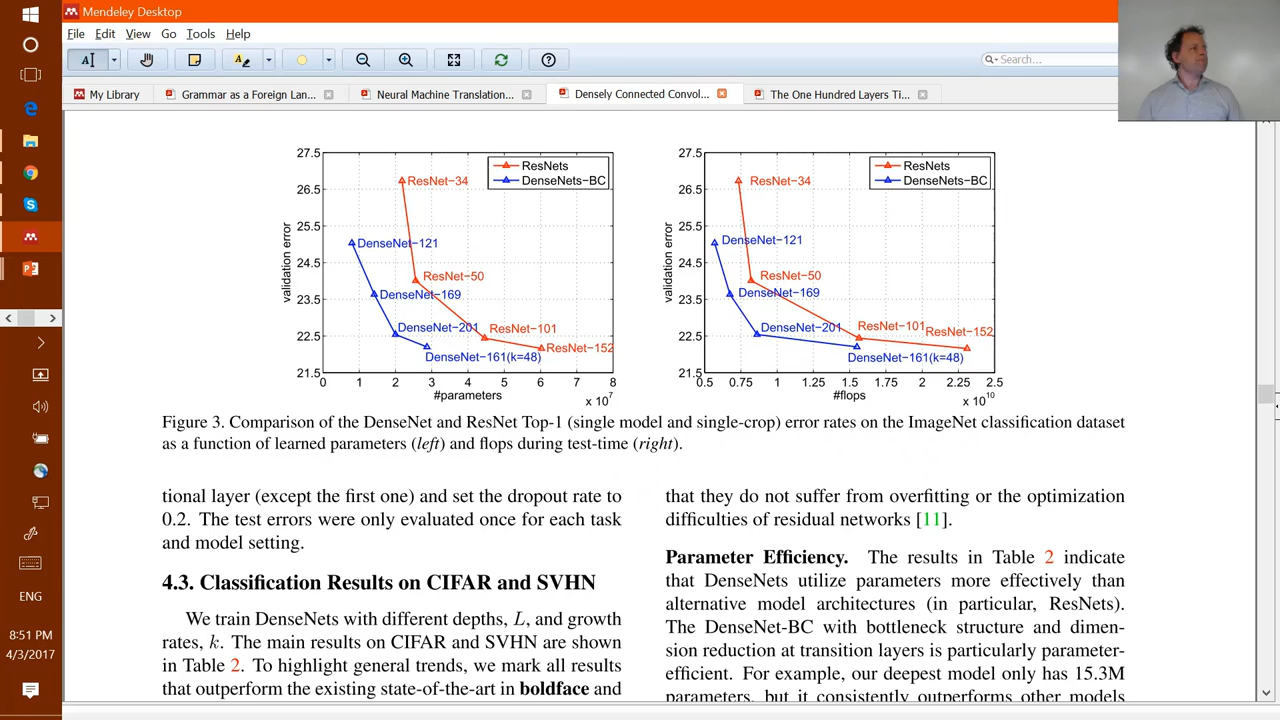 Mendeley Desktop
File Edit View Go Tools Help
Search...
My Library
Grammar as a Foreign Lan...
Neural Machine Translation...
Densely Connected Convol...
The One Hundred Layers Ti...
27.5
26.5
25.5
24.5
23.5
22.5
21.5
validation error
ResNets
DenseNets-BC
ResNet-34
DenseNet-121
ResNet-50
DenseNet-169
DenseNet-201
ResNet-101
ResNet-152
DenseNet-161(k=48)
0 1 2 3 4 5 6 7 8
#parameters
x 10^7
27.5
26.5
25.5
24.5
23.5
22.5
21.5
validation error
ResNets
DenseNets-BC
ResNet-34
DenseNet-121
ResNet-50
DenseNet-169
DenseNet-201
ResNet-101
ResNet-152
DenseNet-161(k=48)
0.5 0.75 1 1.25 1.5 1.75 2 2.25 2.5
#flops
x 10^10
Figure 3. Comparison of the DenseNet and ResNet Top-1 (single model and single-crop) error rates on the ImageNet classification dataset
as a function of learned parameters (left) and flops during test-time (right).
tional layer (except the first one) and set the dropout rate to
0.2. The test errors were only evaluated once for each task
and model setting.
4.3. Classification Results on CIFAR and SVHN
We train DenseNets with different depths, L, and growth
rates, k. The main results on CIFAR and SVHN are shown
in Table 2. To highlight general trends, we mark all results
that outperform the existing state-of-the-art in boldface and
that they do not suffer from overfitting or the optimization
difficulties of residual networks [11].
Parameter Efficiency. The results in Table 2 indicate
that DenseNets utilize parameters more effectively than
alternative model architectures (in particular, ResNets).
The DenseNet-BC with bottleneck structure and dimen-
sion reduction at transition layers is particularly parameter-
efficient. For example, our deepest model only has 15.3M
parameters, but it consistently outperforms other models
ENG
8:51 PM
4/3/2017